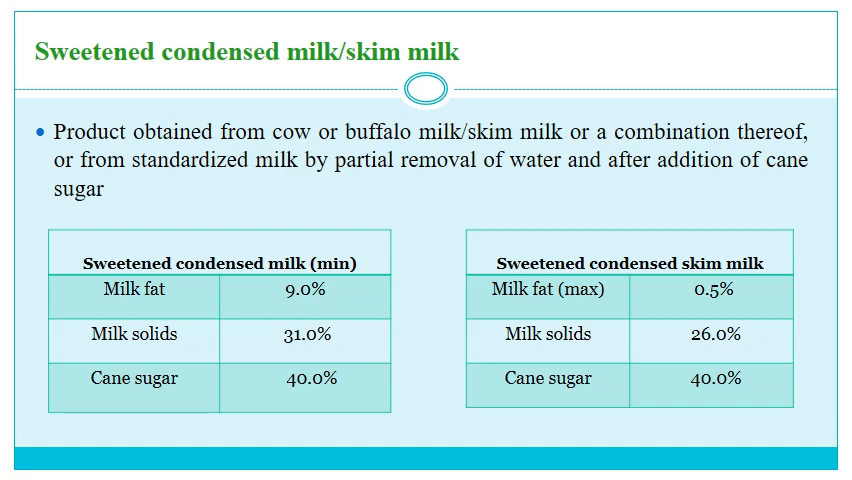 Sweetened condensed milk/skim milk
• Product obtained from cow or buffalo milk/skim milk or a combination thereof,
or from standardized milk by partial removal of water and after addition of cane
sugar
Sweetened condensed milk (min)
Milk fat 9.0%
Milk solids 31.0%
Cane sugar 40.0%
Sweetened condensed skim milk
Milk fat (max) 0.5%
Milk solids 26.0%
Cane sugar 40.0%